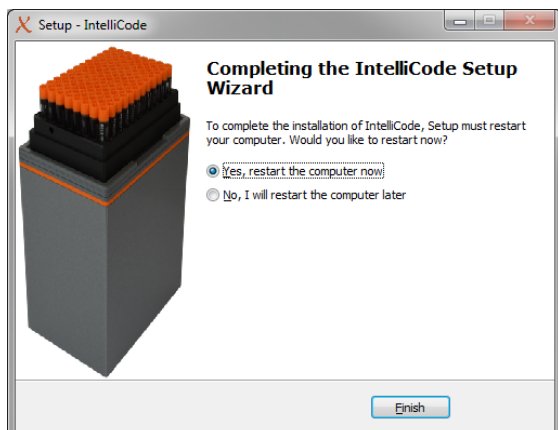 Setup - IntelliCode
Completing the IntelliCode Setup
Wizard
To complete the installation of IntelliCode, Setup must restart
your computer. Would you like to restart now?
Yes, restart the computer now
No, I will restart the computer later
Finish